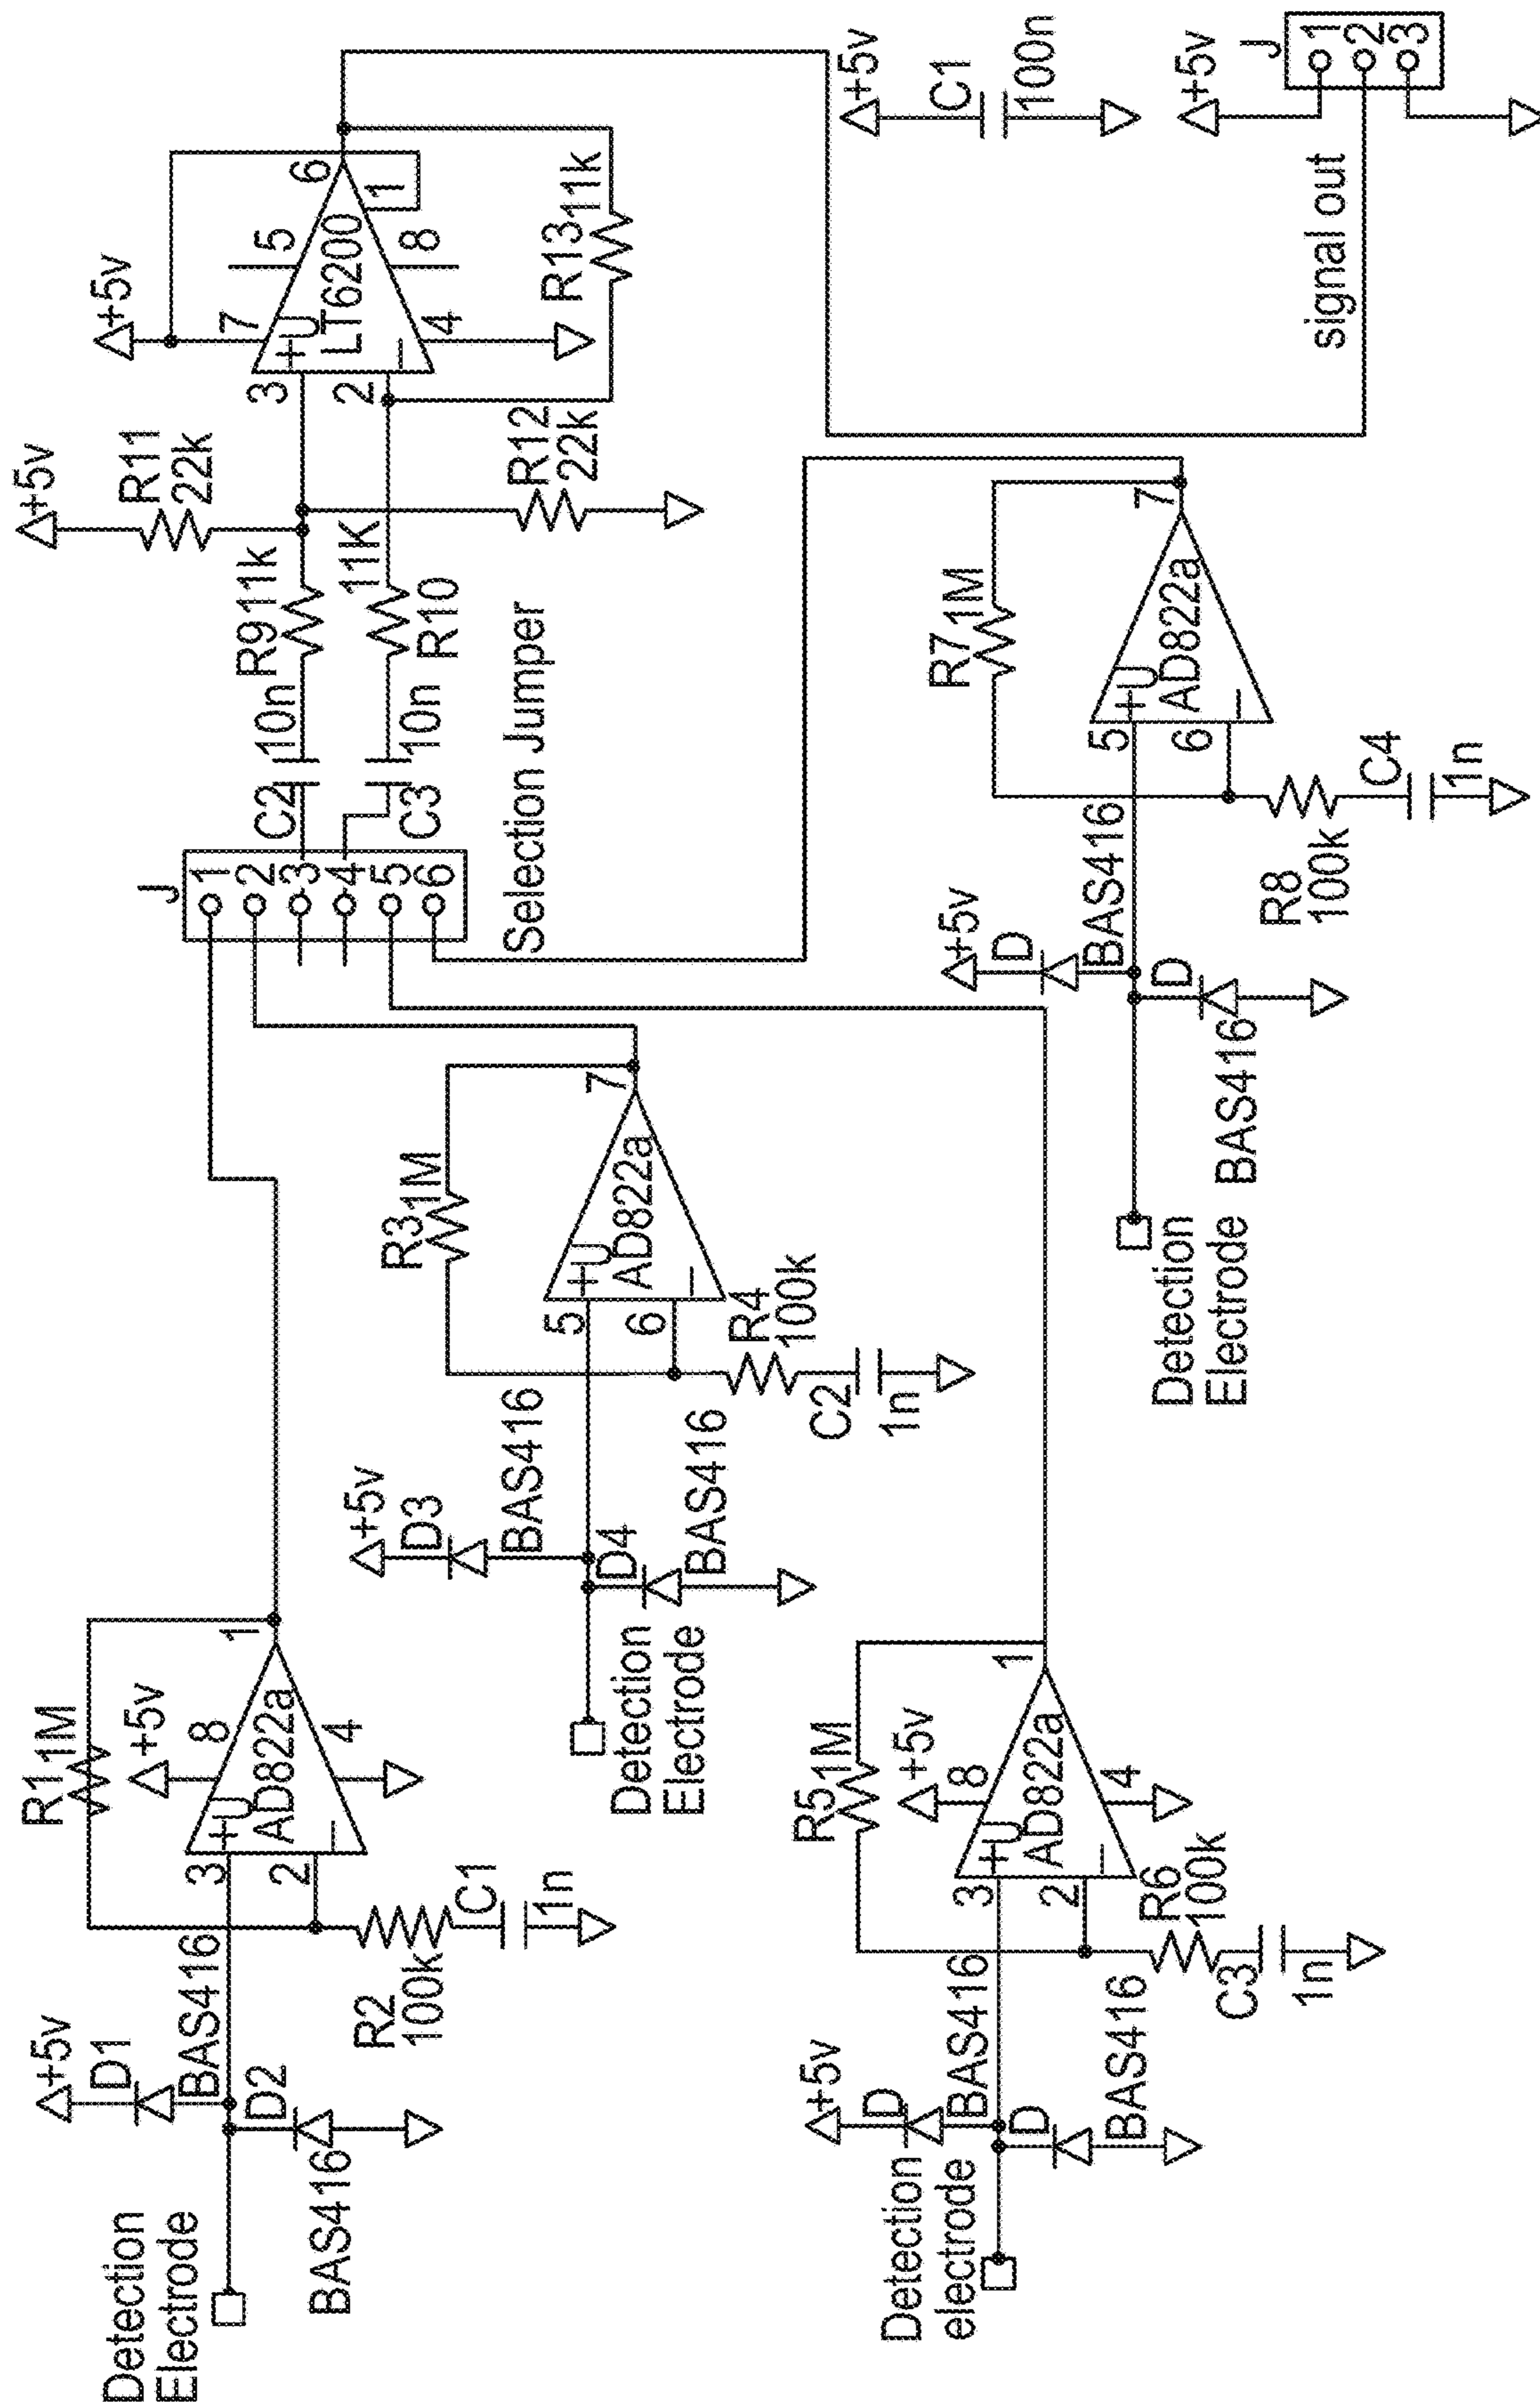 Detection
Electrode
+5v
D1
BAS416
D2
BAS416
R1
1M
+5v
3
2
8
4
1
+U
AD822a
−
R2
100k
C1
1n
Detection
Electrode
+5v
D3
BAS416
D4
BAS416
R3
1M
5
6
7
+U
AD822a
−
R4
100k
C2
1n
Detection
electrode
+5v
D
BAS416
D
BAS416
R5
1M
+5v
3
2
8
4
1
+U
AD822a
−
R6
100k
C3
1n
Detection
Electrode
+5v
D
BAS416
D
BAS416
R7
1M
5
6
7
+U
AD822a
−
R8
100k
C4
1n
J
1
2
3
4
5
6
Selection Jumper
C2
10n
C3
10n
R9
11k
11K
R10
+5v
R11
22k
R12
22k
+5v
3
2
7
5
6
1
8
4
+U
LT6200
−
R13
11k
+5v
C1
100n
signal out
+5v
J
1
2
3